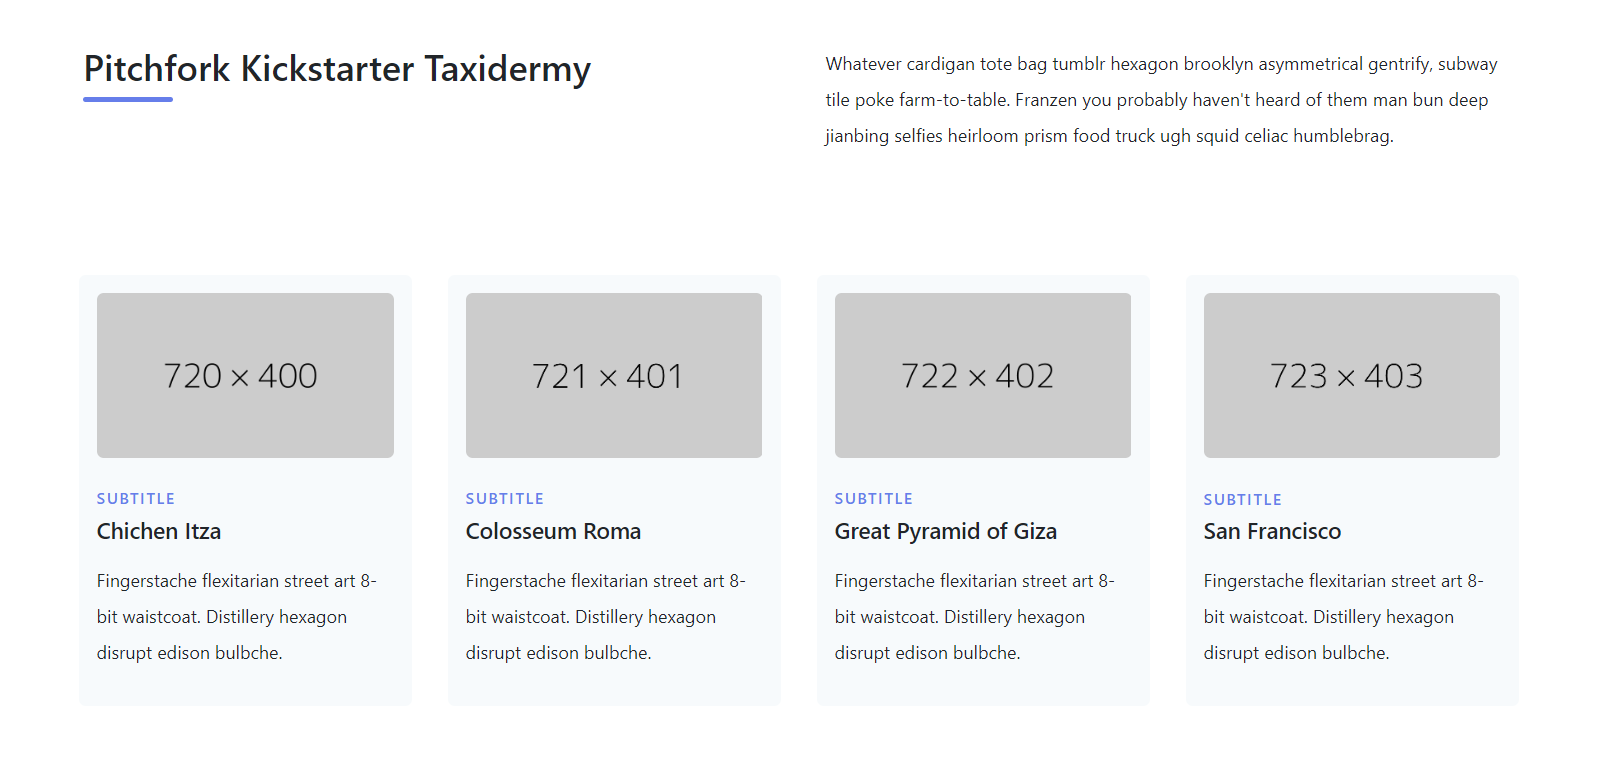 Pitchfork Kickstarter Taxidermy
Whatever cardigan tote bag tumblr hexagon brooklyn asymmetrical gentrify, subway
tile poke farm-to-table. Franzen you probably haven't heard of them man bun deep
jianbing selfies heirloom prism food truck ugh squid celiac humblebrag.
720 × 400
SUBTITLE
Chichen Itza
Fingerstache flexitarian street art 8-
bit waistcoat. Distillery hexagon
disrupt edison bulbche.
721 × 401
SUBTITLE
Colosseum Roma
Fingerstache flexitarian street art 8-
bit waistcoat. Distillery hexagon
disrupt edison bulbche.
722 × 402
SUBTITLE
Great Pyramid of Giza
Fingerstache flexitarian street art 8-
bit waistcoat. Distillery hexagon
disrupt edison bulbche.
723 × 403
SUBTITLE
San Francisco
Fingerstache flexitarian street art 8-
bit waistcoat. Distillery hexagon
disrupt edison bulbche.